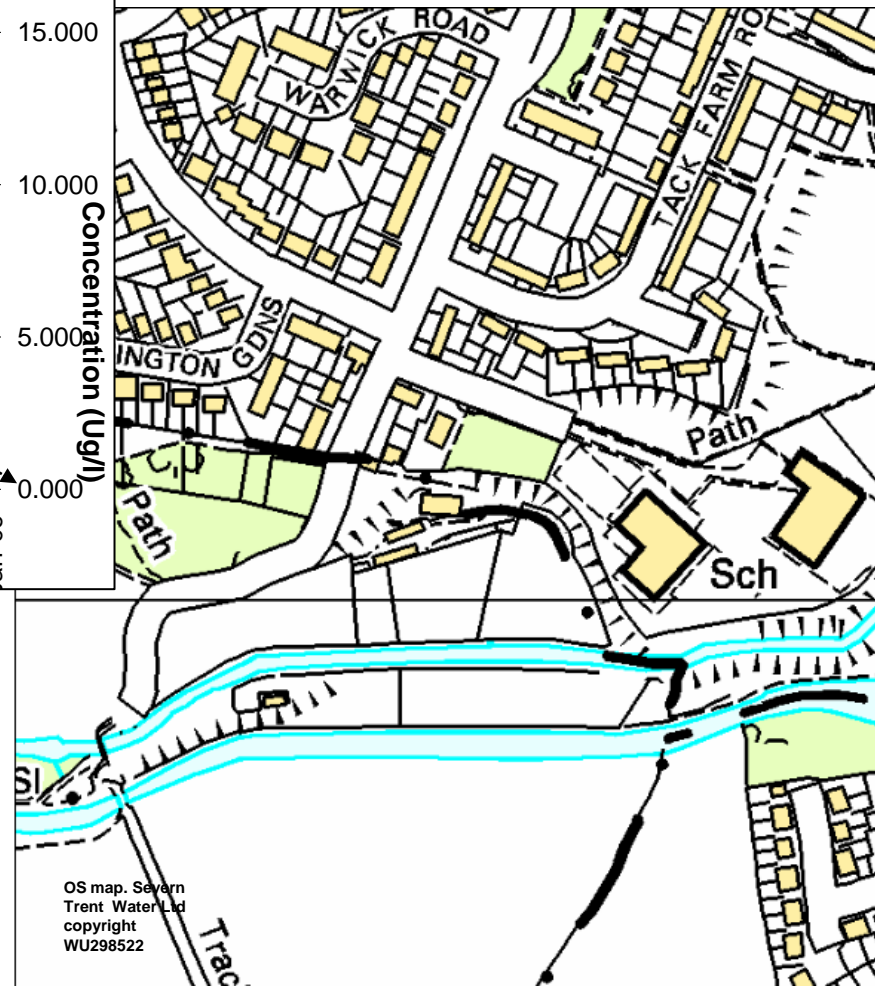 15.000
10.000
5.000
0.000
Concentration (Ug/l)
WARWICK ROAD
TACK FARM RO
INGTON GDNS
Path
Path
Sch
Sl
OS map. Severn
Trent Water Ltd
copyright
WU298522
Trac